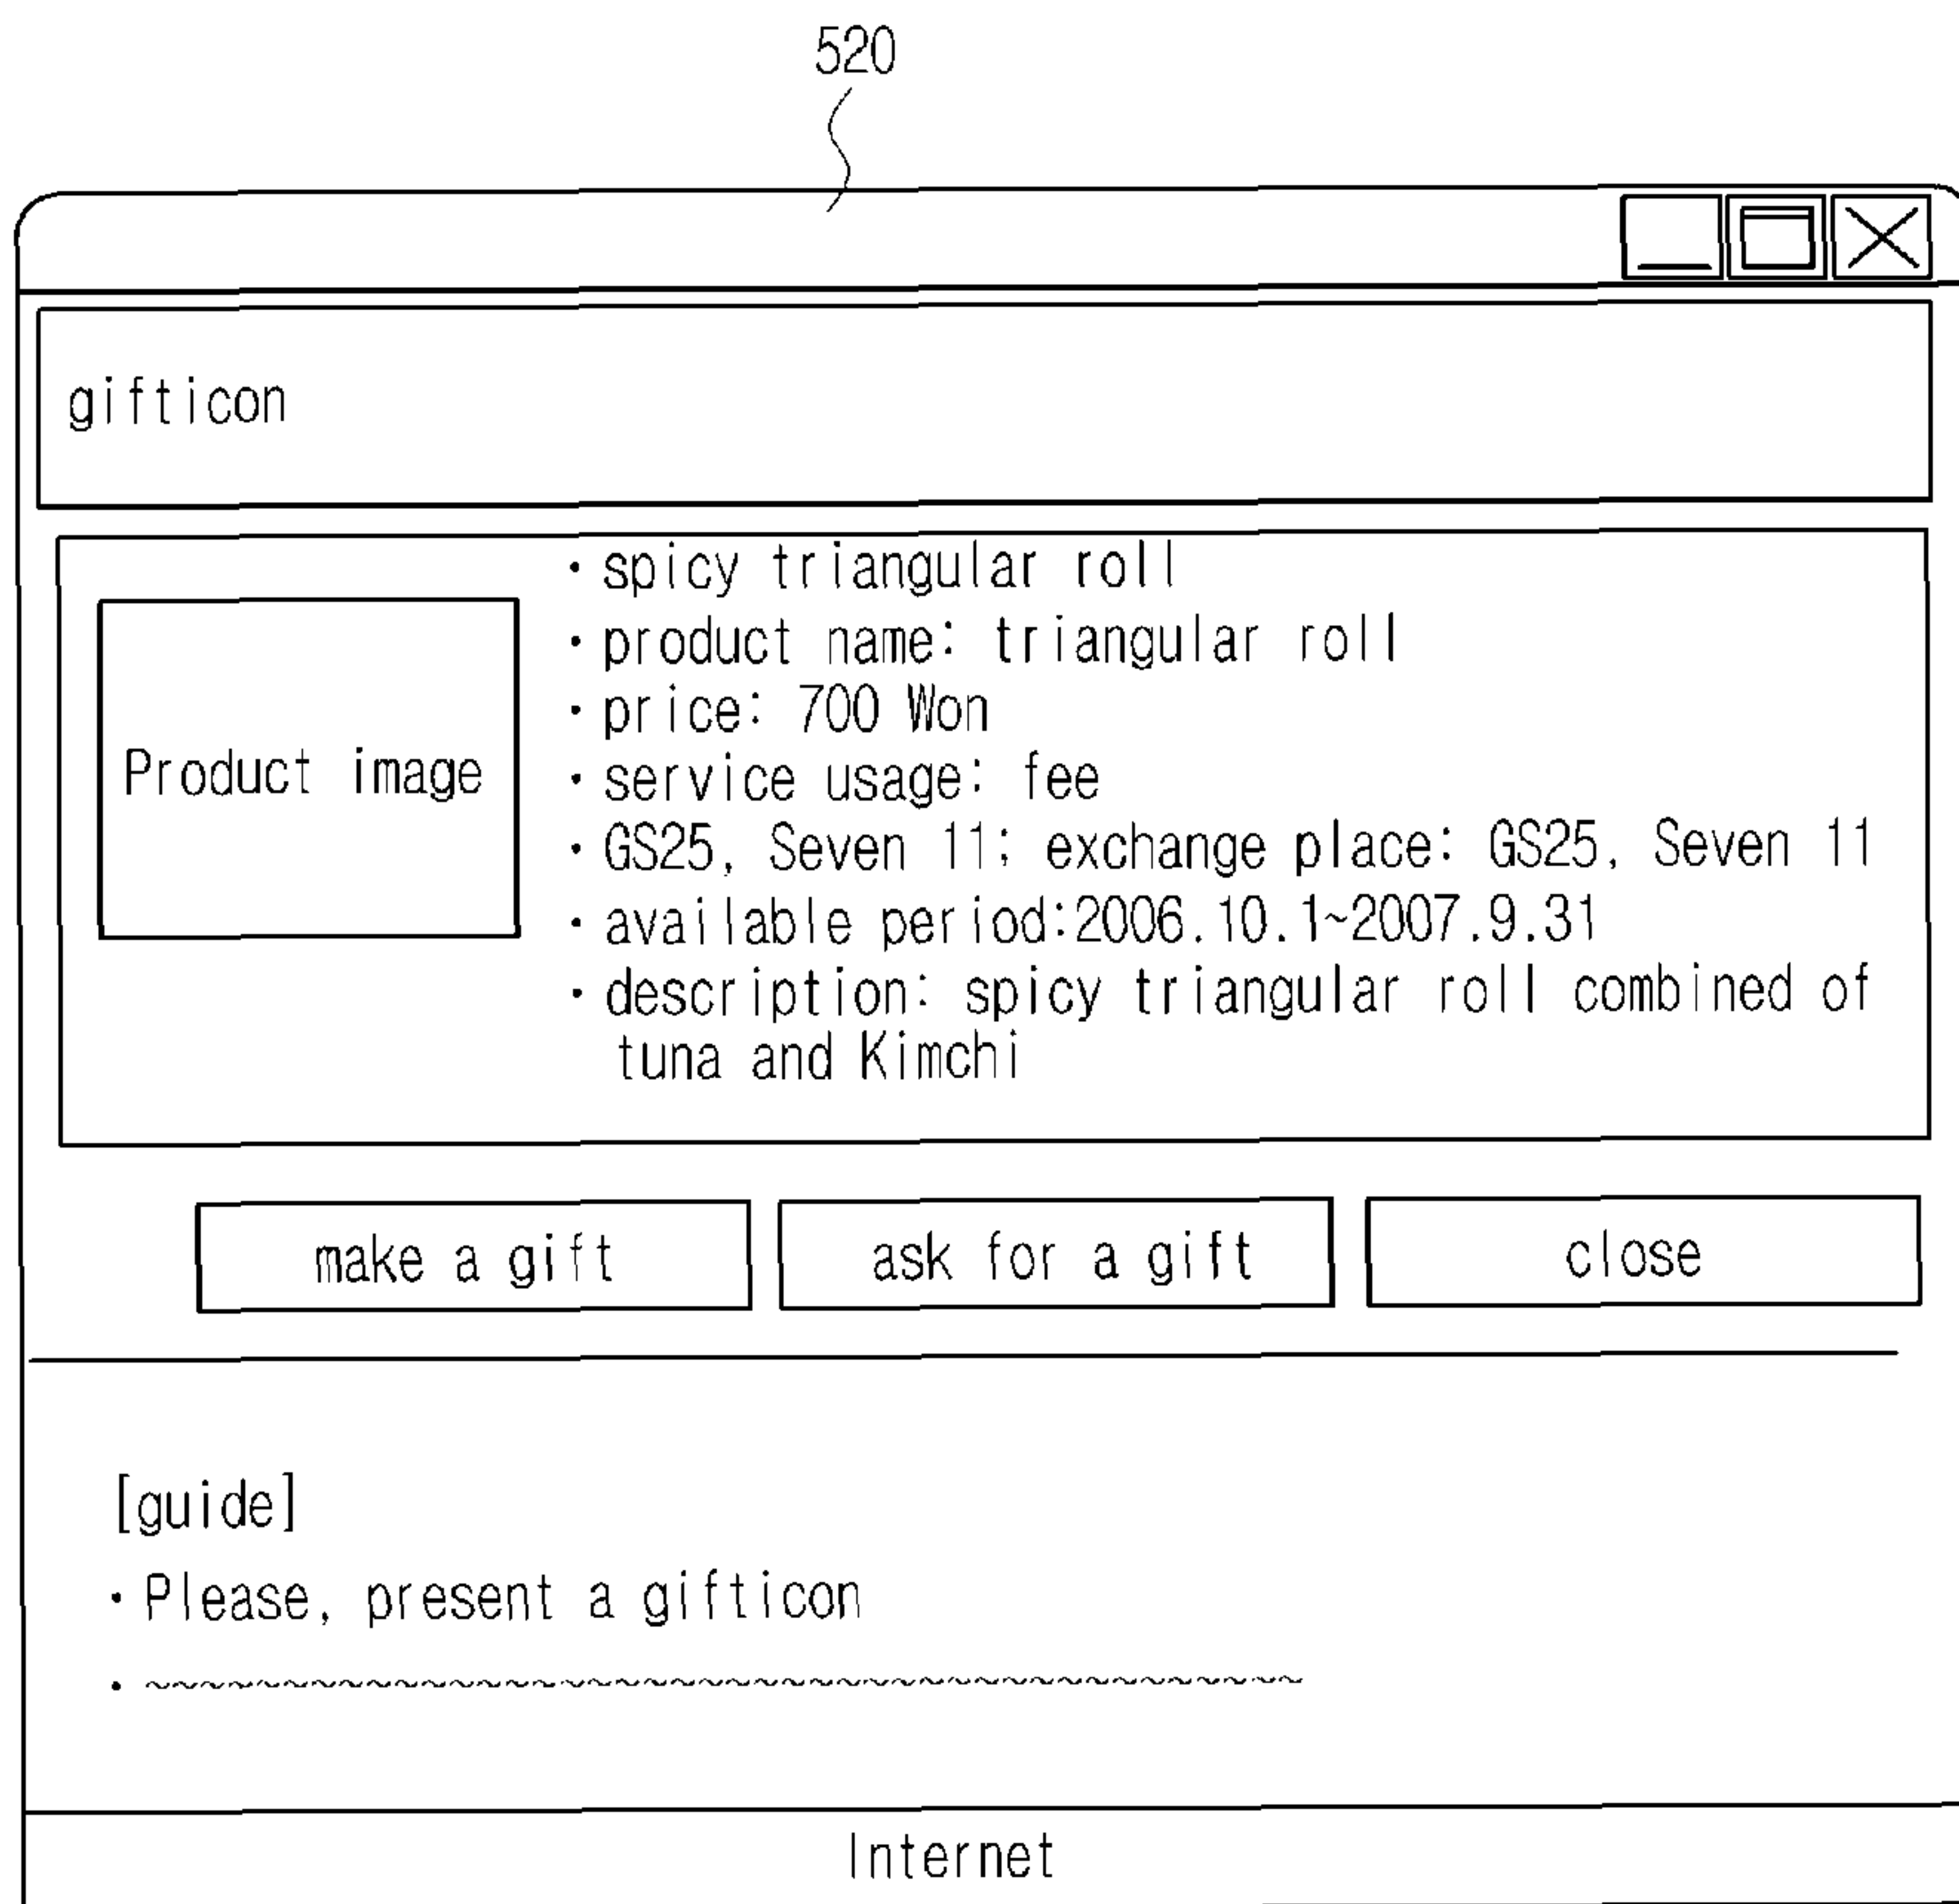 520
gifticon
Product image
· spicy triangular roll
· product name: triangular roll
· price: 700 Won
· service usage: fee
· GS25, Seven 11; exchange place: GS25, Seven 11
· available period:2006.10.1~2007.9.31
· description: spicy triangular roll combined of
tuna and Kimchi
make a gift
ask for a gift
close
[guide]
· Please, present a gifticon
Internet